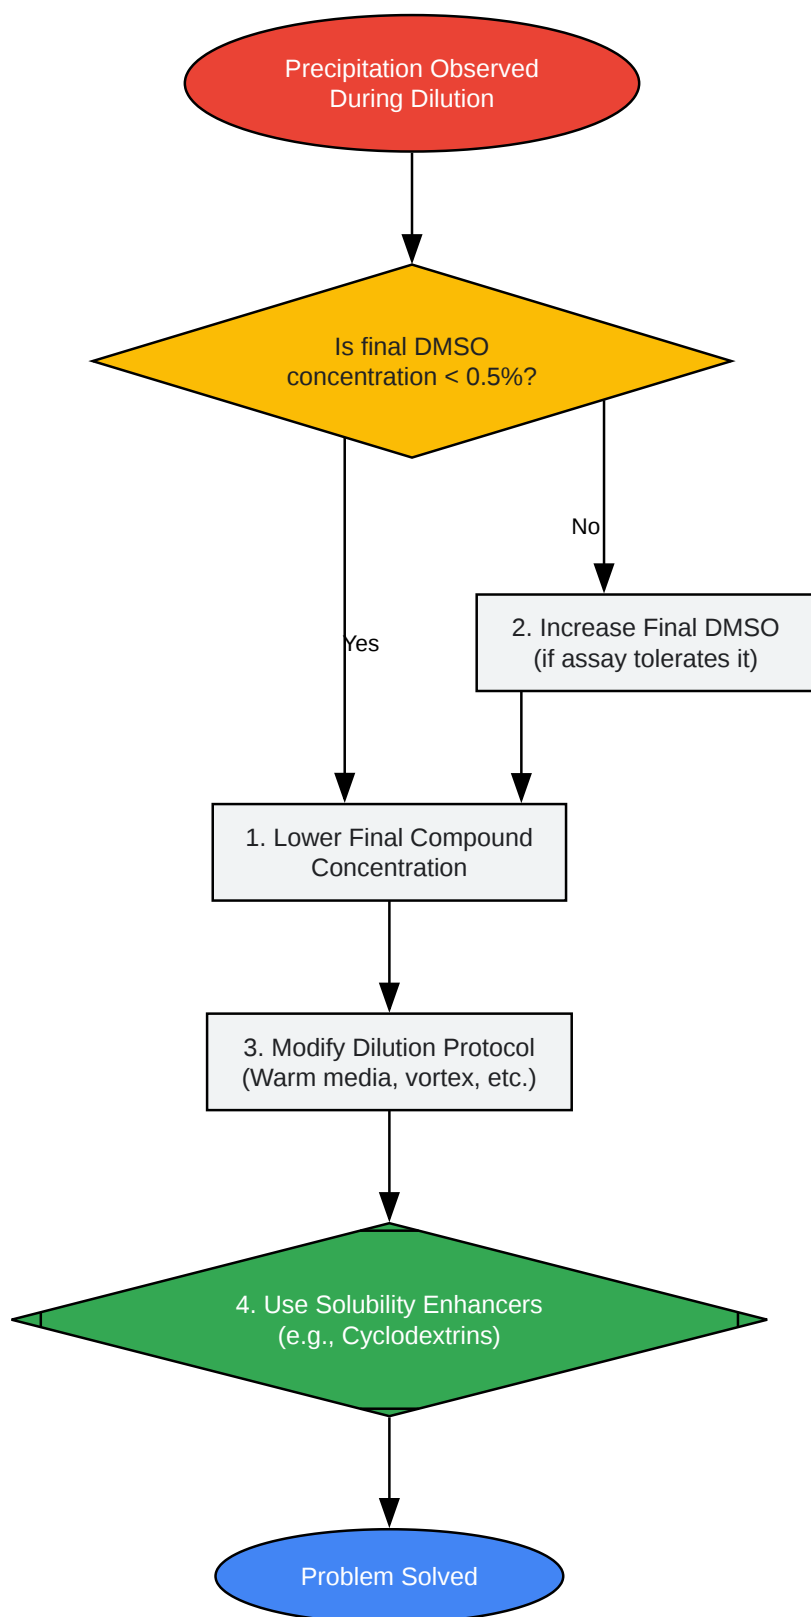 Precipitation Observed
During Dilution
Is final DMSO
concentration < 0.5%?
No
2. Increase Final DMSO
(if assay tolerates it)
Yes
1. Lower Final Compound
Concentration
3. Modify Dilution Protocol
(Warm media, vortex, etc.)
4. Use Solubility Enhancers
(e.g., Cyclodextrins)
Problem Solved